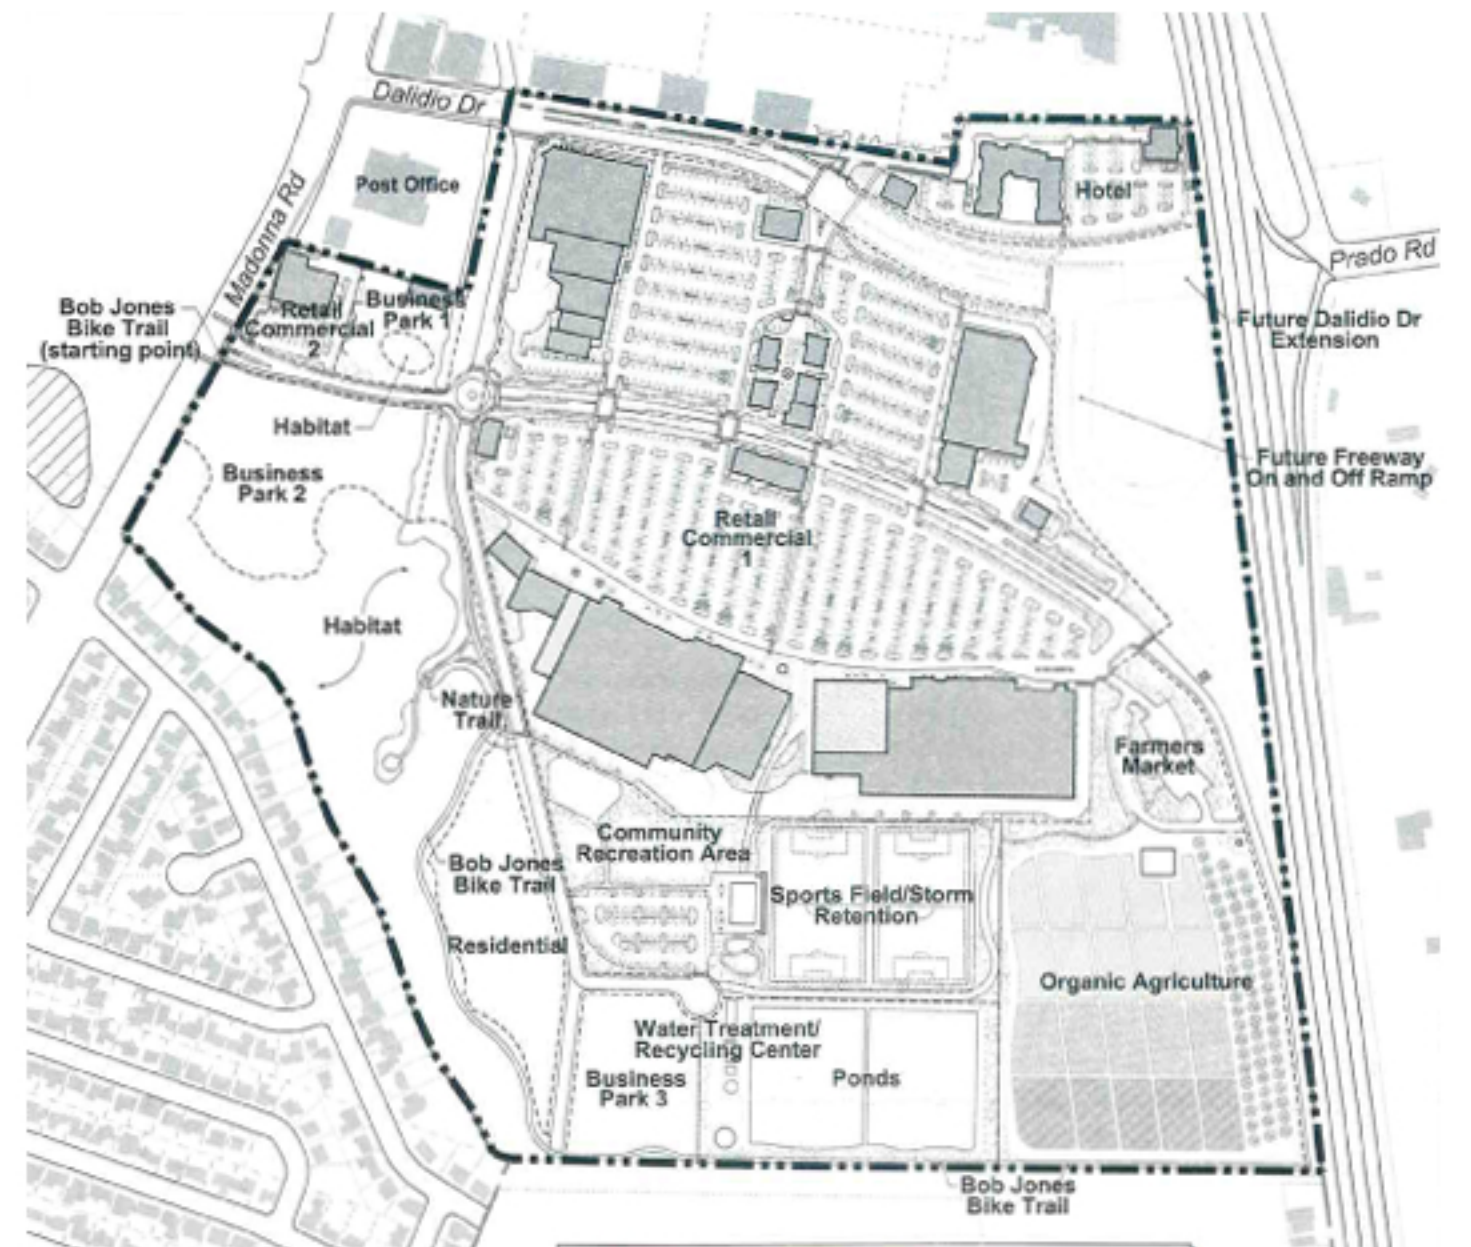 Dalidio Dr
Post Office
Madonna Rd
Hotel
Prado Rd
Bob Jones
Bike Trail
(starting point)
Retail
Commercial
2
Business
Park 1
Future Dalidio Dr
Extension
Habitat
Business
Park 2
Future Freeway
On and Off Ramp
Retail
Commercial
1
Habitat
Nature
Trail
Farmers
Market
Community
Recreation Area
Bob Jones
Bike Trail
Sports Field/Storm
Retention
Residential
Organic Agriculture
Water Treatment/
Recycling Center
Business
Park 3
Ponds
Bob Jones
Bike Trail